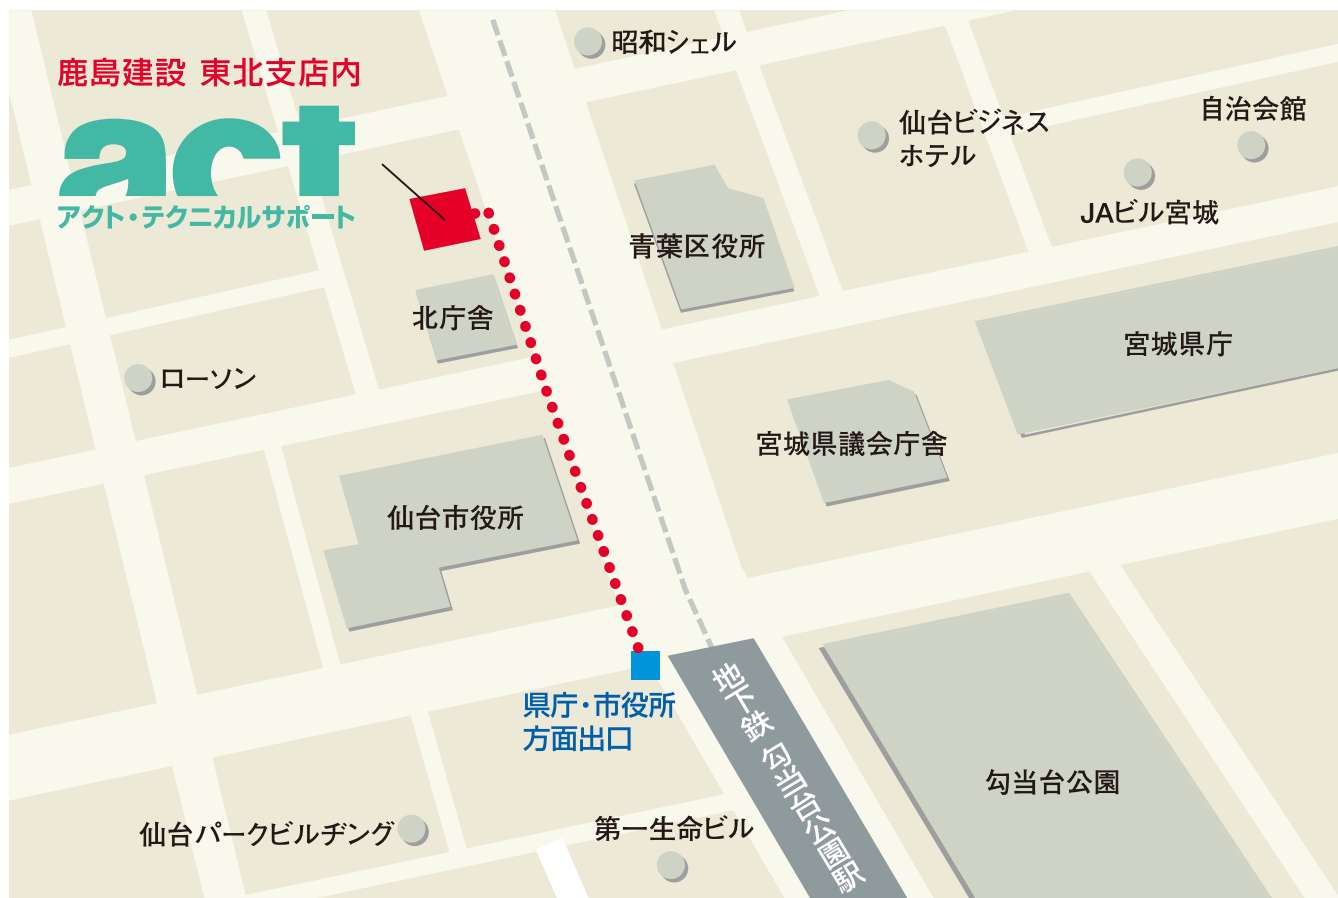 昭和シェル
鹿島建設 東北支店内
act
アクト・テクニカルサポート
仙台ビジネス
ホテル
自治会館
JAビル宮城
青葉区役所
北庁舎
宮城県庁
ローソン
宮城県議会庁舎
仙台市役所
県庁・市役所
方面出口
地下鉄 勾当台公園駅
勾当台公園
仙台パークビルヂング
第一生命ビル